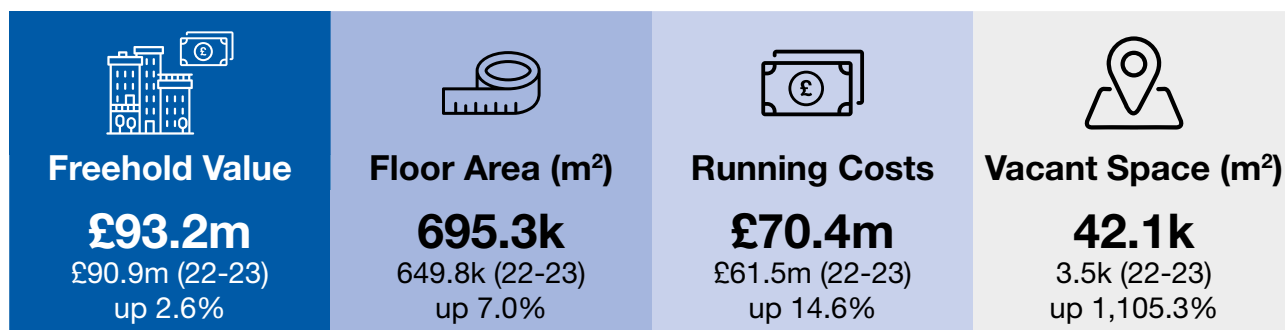 £
Freehold Value
£93.2m
£90.9m (22-23)
up 2.6%
Floor Area (m²)
695.3k
649.8k (22-23)
up 7.0%
£
Running Costs
£70.4m
£61.5m (22-23)
up 14.6%
Vacant Space (m²)
42.1k
3.5k (22-23)
up 1,105.3%